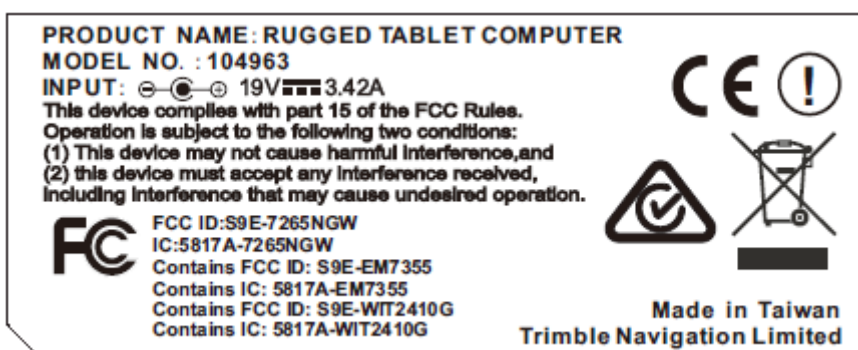 PRODUCT NAME: RUGGED TABLET COMPUTER
MODEL NO. : 104963
INPUT: 19V 3.42A
This device complies with part 15 of the FCC Rules.
Operation is subject to the following two conditions:
(1) This device may not cause harmful interference,and
(2) this device must accept any interference received,
including interference that may cause undesired operation.
CE !
FC
FCC ID:S9E-7265NGW
IC:5817A-7265NGW
Contains FCC ID: S9E-EM7355
Contains IC: 5817A-EM7355
Contains FCC ID: S9E-WIT2410G
Contains IC: 5817A-WIT2410G
Made in Taiwan
Trimble Navigation Limited